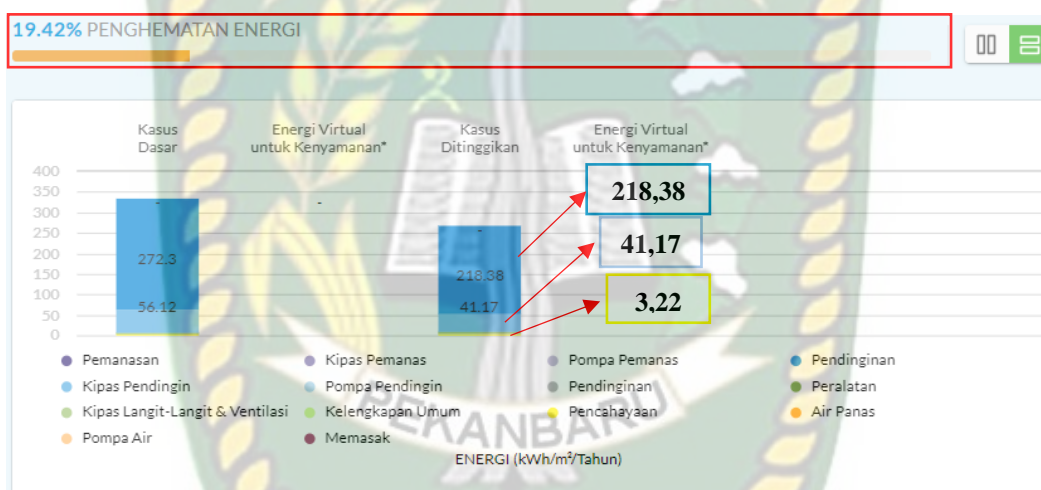 19.42% PENGHEMATAN ENERGI
Kasus Dasar
Energi Virtual untuk Kenyamanan*
Kasus Ditinggikan
Energi Virtual untuk Kenyamanan*
400
350
300
250
200
150
100
50
0
-
272.3
56.12
-
-
218.38
41.17
218,38
41,17
3,22
Pemanasan
Kipas Pemanas
Pompa Pemanas
Pendinginan
Kipas Pendingin
Pompa Pendingin
Pendinginan
Peralatan
Kipas Langit-Langit & Ventilasi
Kelengkapan Umum
Pencahayaan
Air Panas
Pompa Air
Memasak
ENERGI (kWh/m²/Tahun)
PEKANBARU